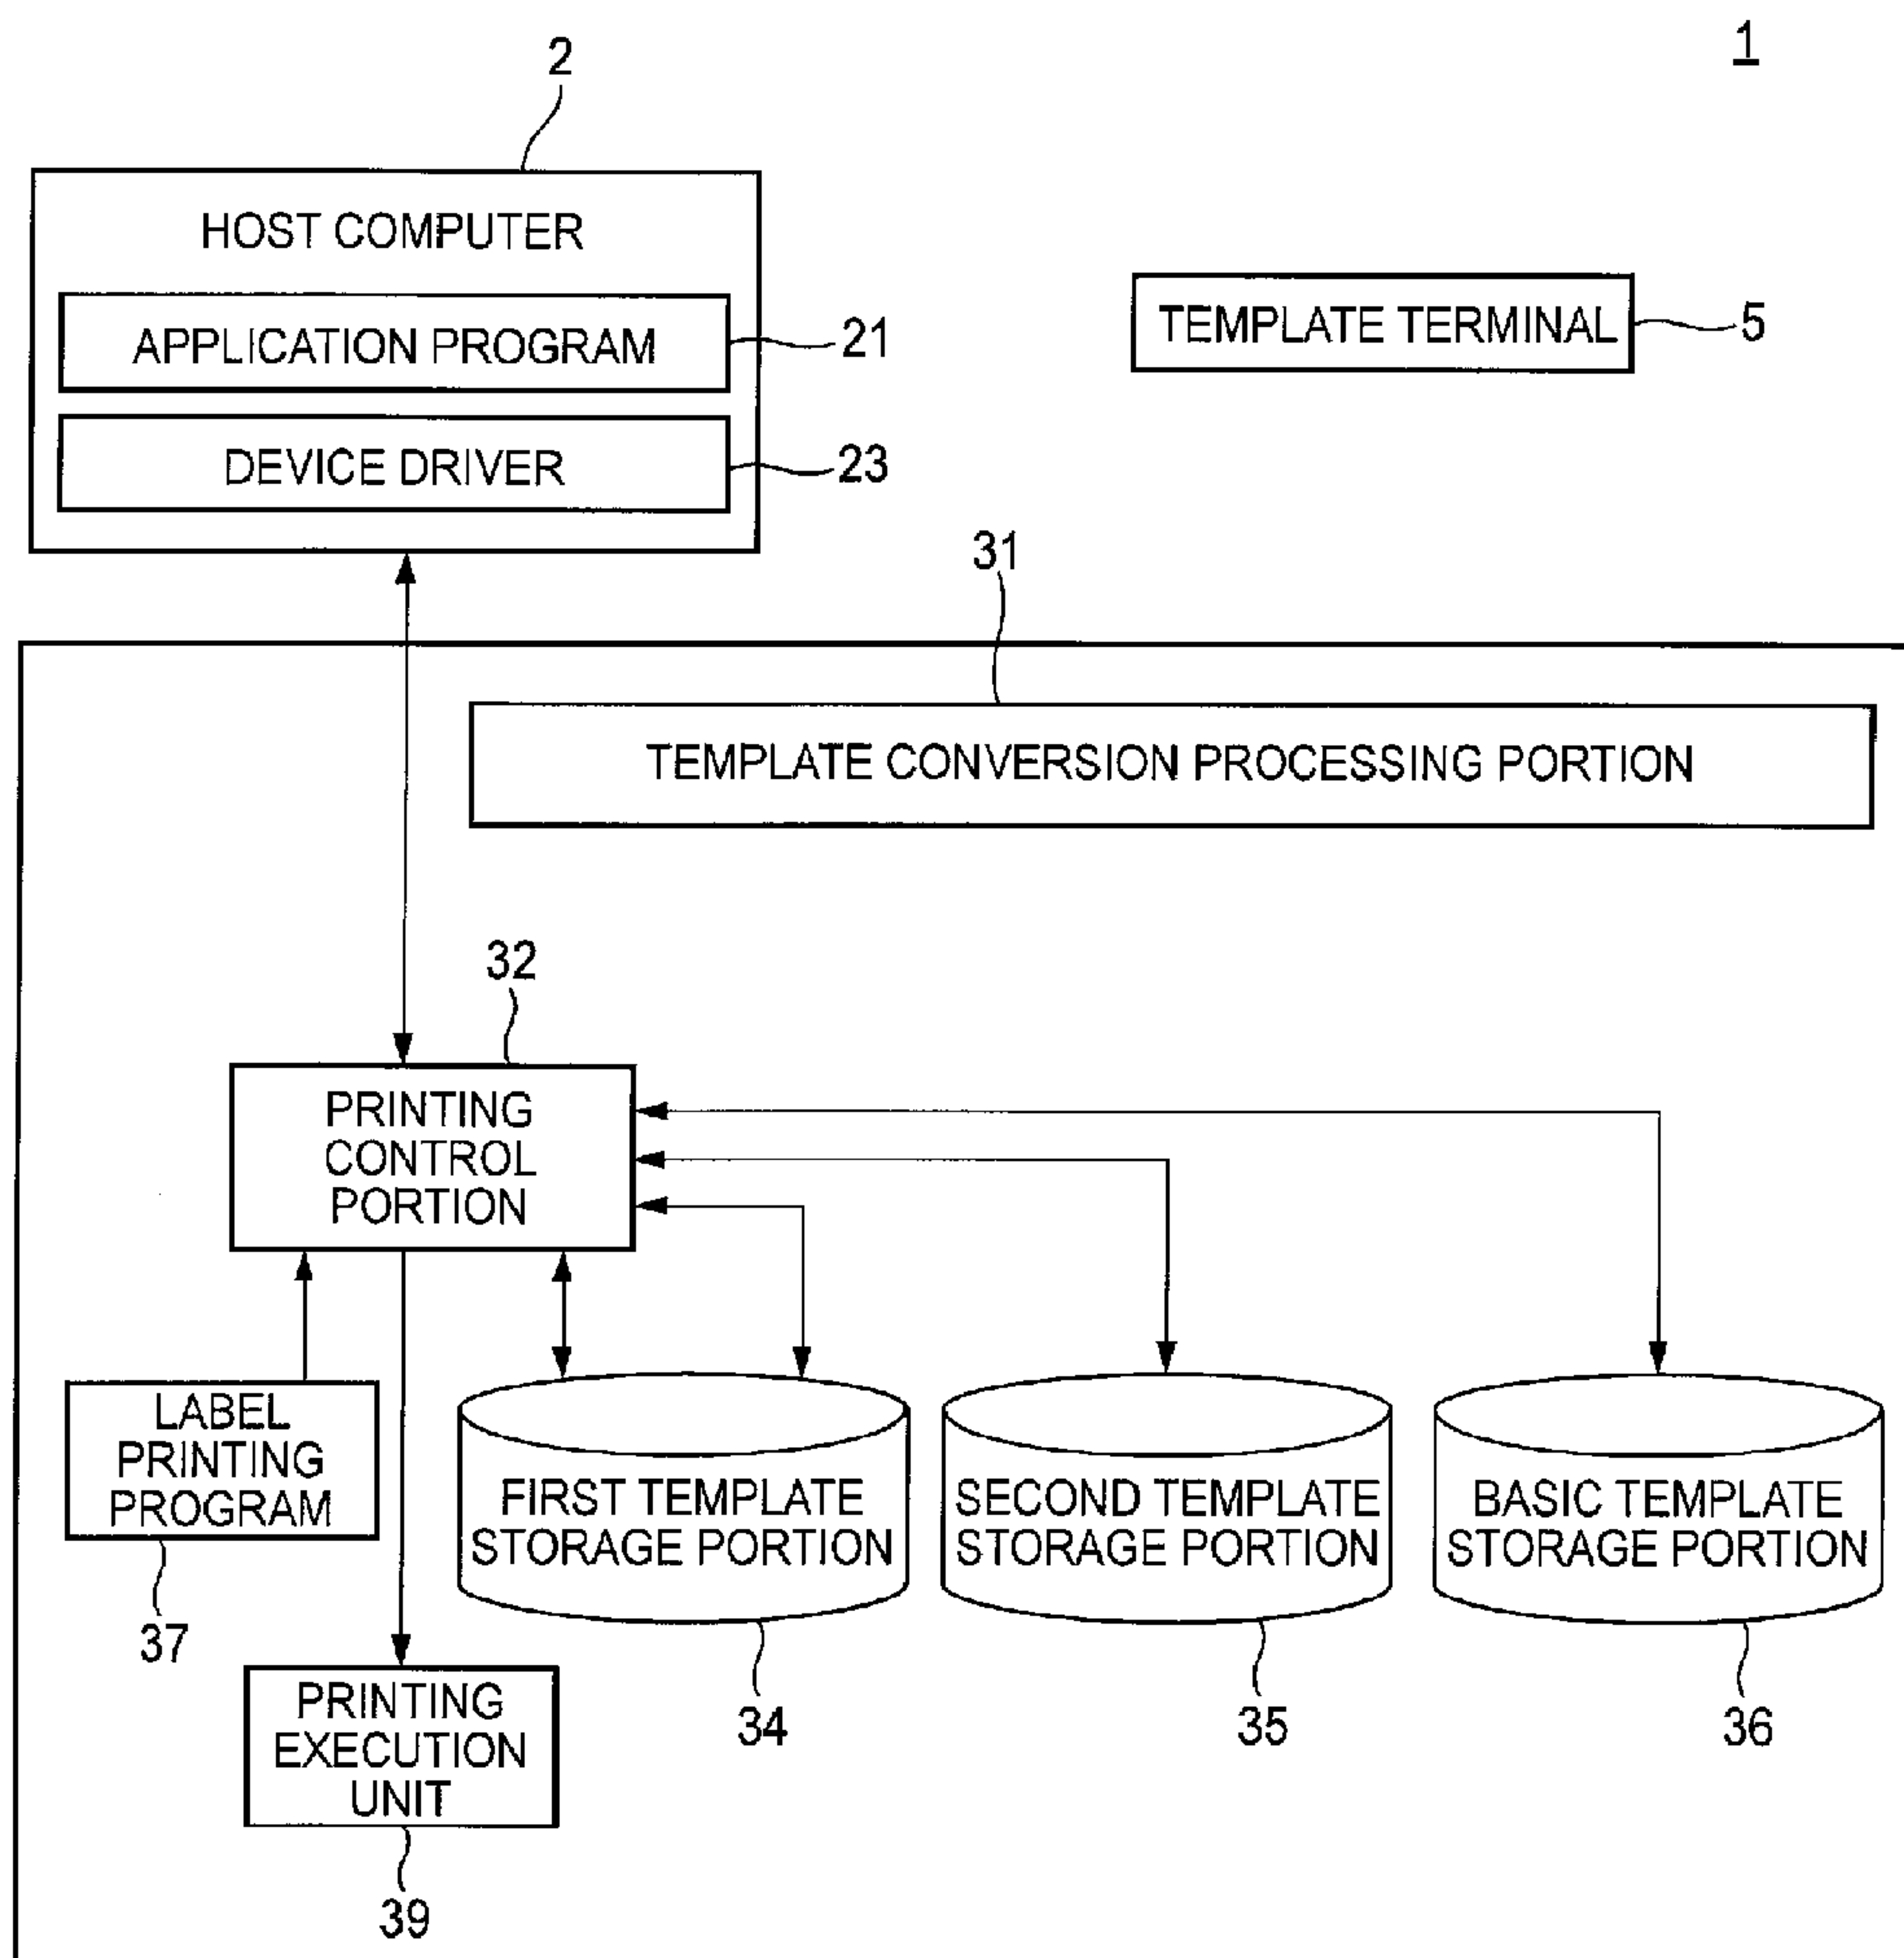 1
2
HOST COMPUTER
APPLICATION PROGRAM
21
DEVICE DRIVER
23
TEMPLATE TERMINAL
5
31
TEMPLATE CONVERSION PROCESSING PORTION
32
PRINTING
CONTROL
PORTION
LABEL
PRINTING
PROGRAM
37
FIRST TEMPLATE
STORAGE PORTION
34
SECOND TEMPLATE
STORAGE PORTION
35
BASIC TEMPLATE
STORAGE PORTION
36
PRINTING
EXECUTION
UNIT
39